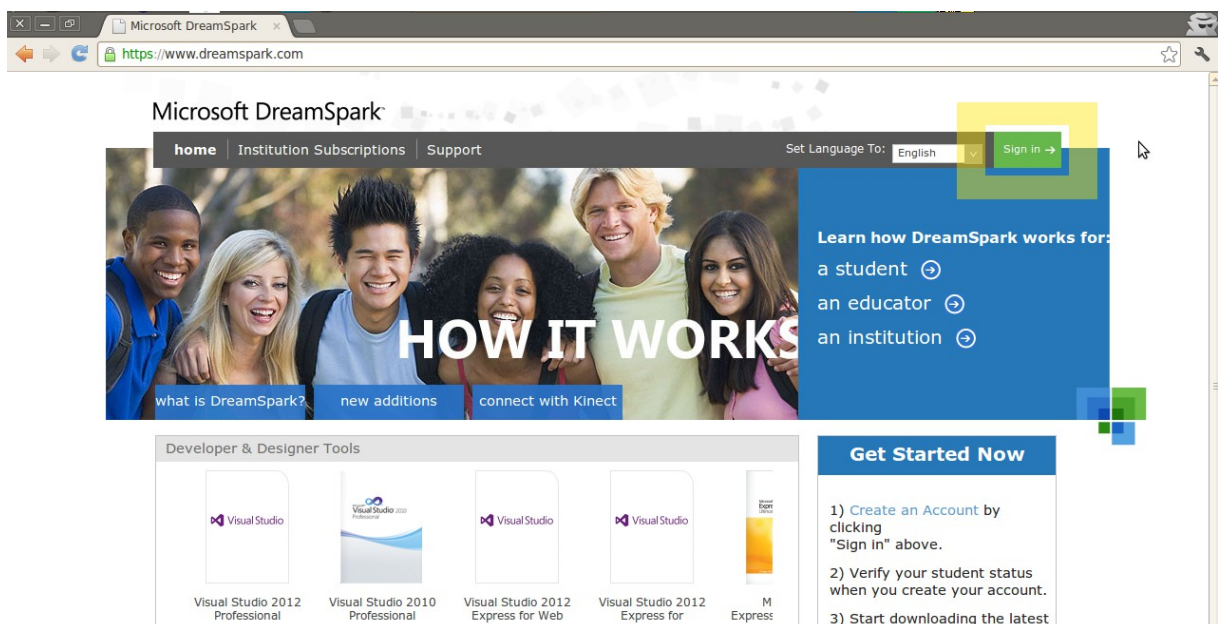 Microsoft DreamSpark
https://www.dreamspark.com
Microsoft DreamSpark
home Institution Subscriptions Support Set Language To: English Sign in →
HOW IT WORKS
what is DreamSpark? new additions connect with Kinect
Learn how DreamSpark works for:
a student
an educator
an institution
Developer & Designer Tools
Visual Studio
Visual Studio 2010
Professional
Visual Studio
Visual Studio
Visual Studio 2012
Professional
Visual Studio 2010
Professional
Visual Studio 2012
Express for Web
Visual Studio 2012
Express for
M
Express
Get Started Now
1) Create an Account by
clicking
"Sign in" above.
2) Verify your student status
when you create your account.
3) Start downloading the latest